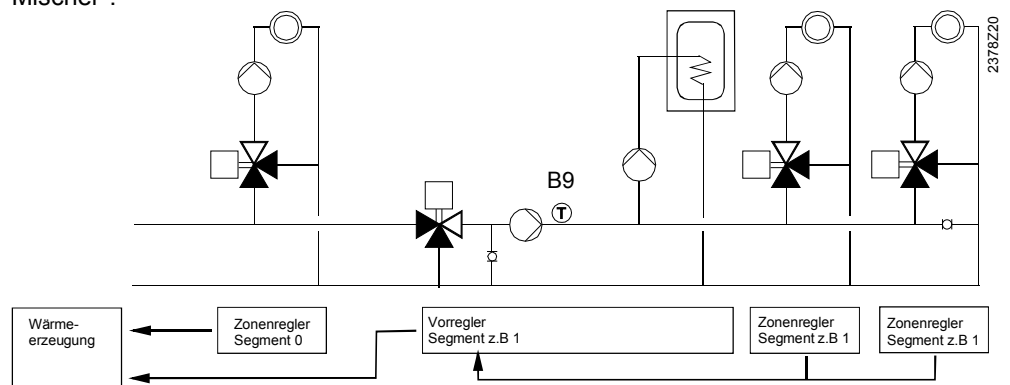 Mischer“.
2378Z20
B9
T
Wärme-
erzeugung
Zonenregler
Segment 0
Vorregler
Segment z.B 1
Zonenregler
Segment z.B 1
Zonenregler
Segment z.B 1